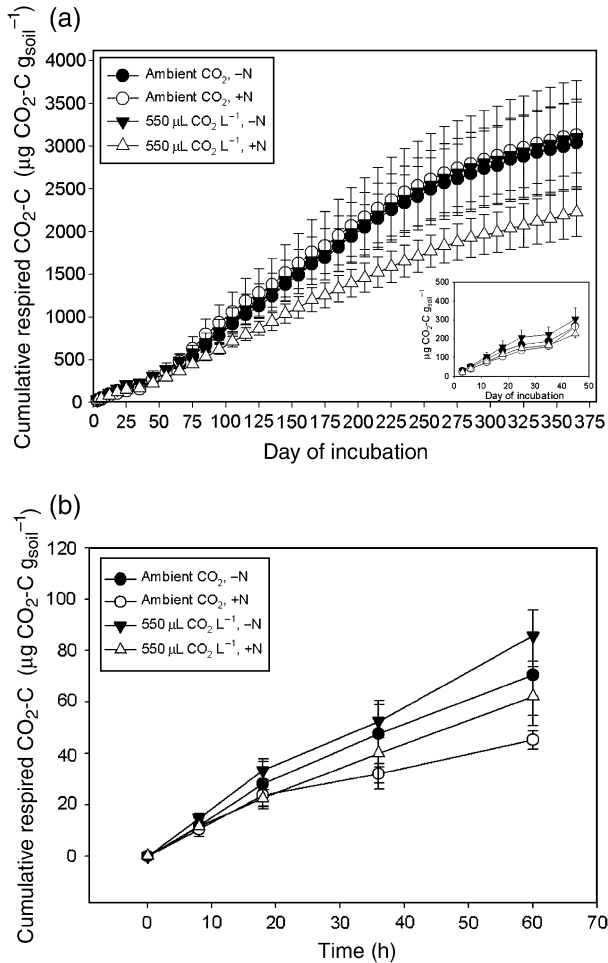 (a)
Cumulative respired CO₂-C (µg CO₂-C g_soil⁻¹)
4000
3500
3000
2500
2000
1500
1000
500
0
Ambient CO₂, −N
Ambient CO₂, +N
550 µL CO₂ L⁻¹, −N
550 µL CO₂ L⁻¹, +N
µg CO₂-C g_soil⁻¹
500
400
300
200
100
0
0 10 20 30 40 50
Day of incubation
0 25 50 75 100 125 150 175 200 225 250 275 300 325 350 375
Day of incubation
(b)
Cumulative respired CO₂-C (µg CO₂-C g_soil⁻¹)
120
100
80
60
40
20
0
Ambient CO₂, −N
Ambient CO₂, +N
550 µL CO₂ L⁻¹, −N
550 µL CO₂ L⁻¹, +N
0 10 20 30 40 50 60 70
Time (h)